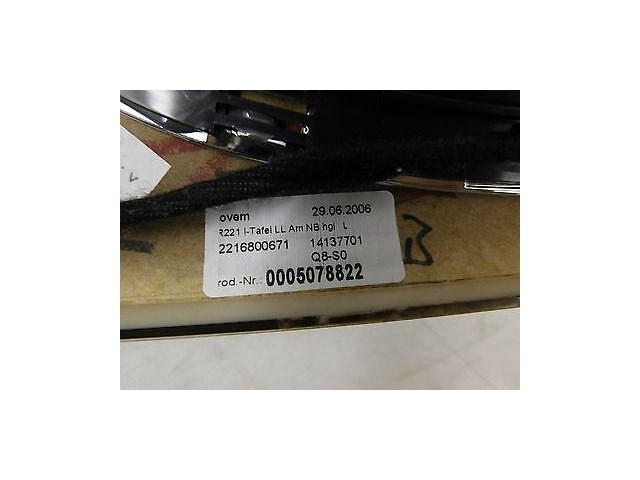 ovem 29.06.2006
R221 I-Tafel LL Am NB hgl L
2216800671 14137701
Q8-S0
rod.-Nr.: 0005078822